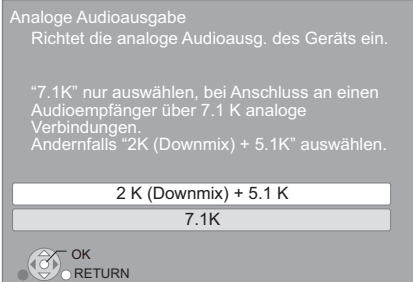 Analoge Audioausgabe
Richtet die analoge Audioausg. des Geräts ein.
“7.1K” nur auswählen, bei Anschluss an einen
Audioempfänger über 7.1 K analoge
Verbindungen.
Andernfalls “2K (Downmix) + 5.1K” auswählen.
2 K (Downmix) + 5.1 K
7.1K
OK
RETURN